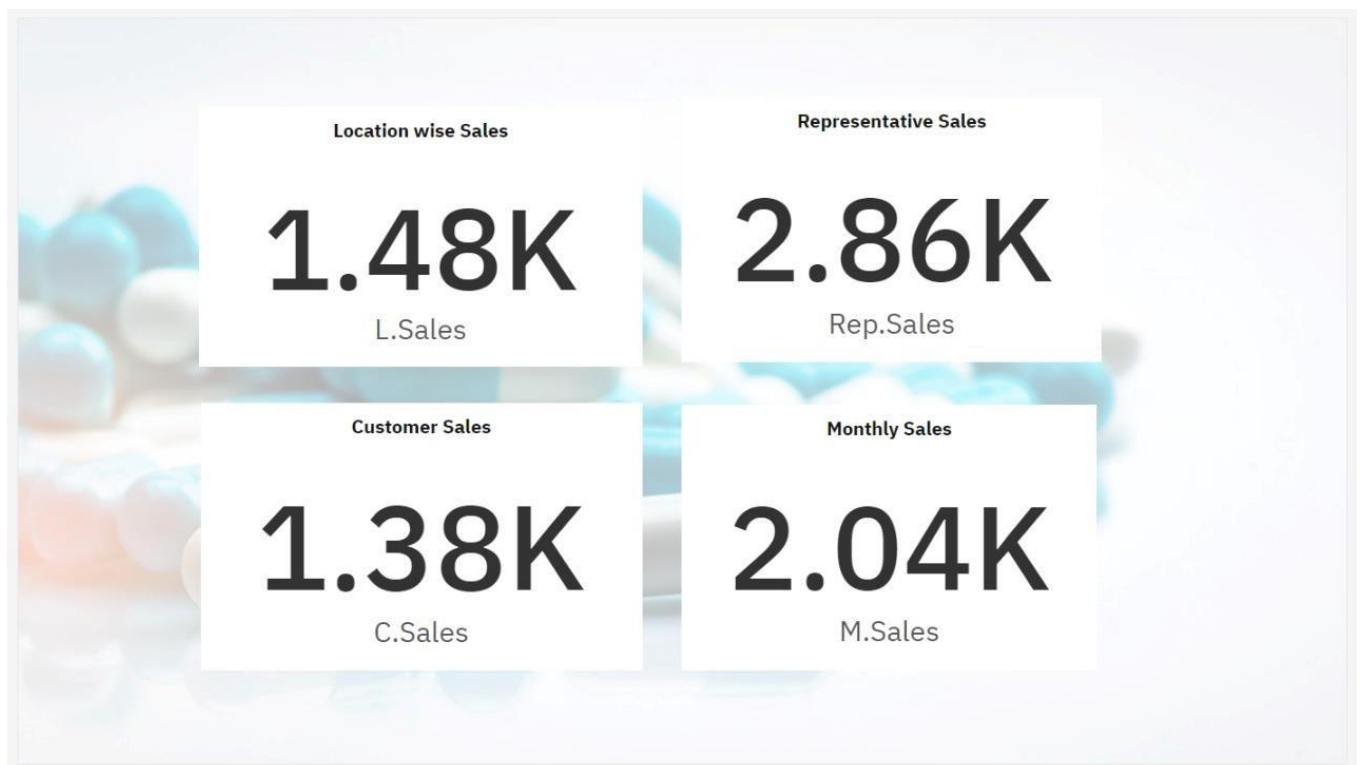 Location wise Sales
1.48K
L.Sales
Representative Sales
2.86K
Rep.Sales
Customer Sales
1.38K
C.Sales
Monthly Sales
2.04K
M.Sales